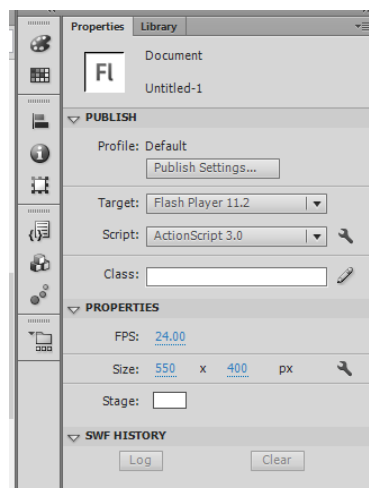 Properties Library
Fl
Document
Untitled-1
PUBLISH
Profile: Default
Publish Settings...
Target: Flash Player 11.2
Script: ActionScript 3.0
Class:
PROPERTIES
FPS: 24.00
Size: 550 x 400 px
Stage:
SWF HISTORY
Log Clear